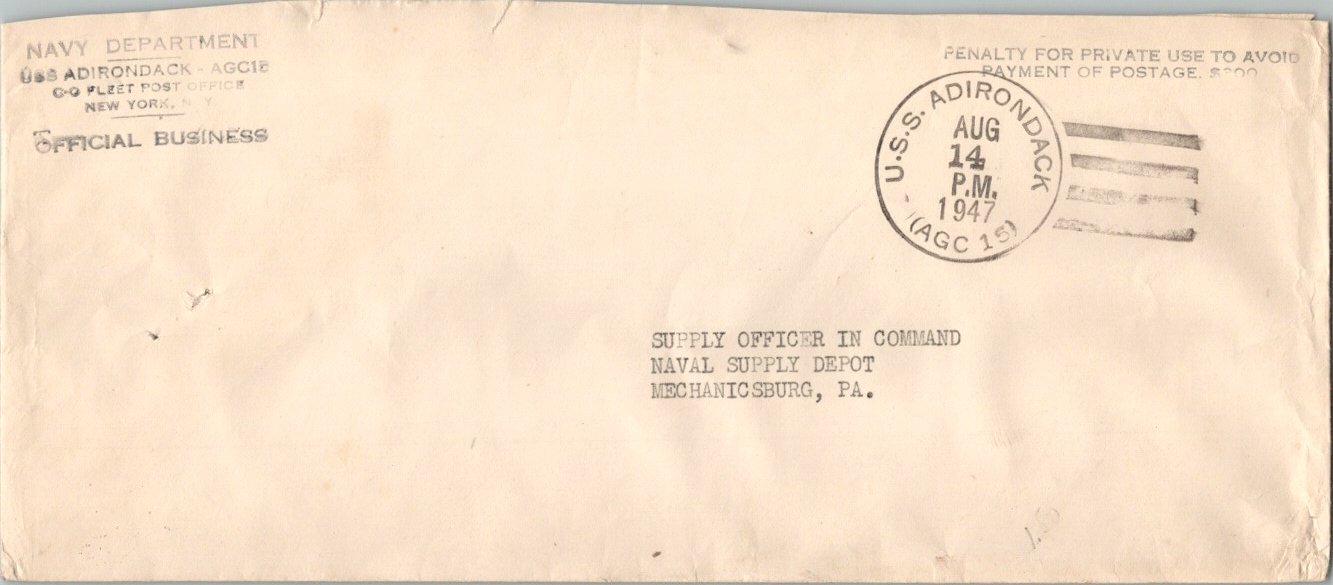 NAVY DEPARTMENT
USS ADIRONDACK - AGC15
C-O FLEET POST OFFICE
NEW YORK, N Y
OFFICIAL BUSINESS
PENALTY FOR PRIVATE USE TO AVOID
PAYMENT OF POSTAGE. $300
U.S.S. ADIRONDACK
AUG
14
P.M.
1947
(AGC 15)
SUPPLY OFFICER IN COMMAND
NAVAL SUPPLY DEPOT
MECHANICSBURG, PA.